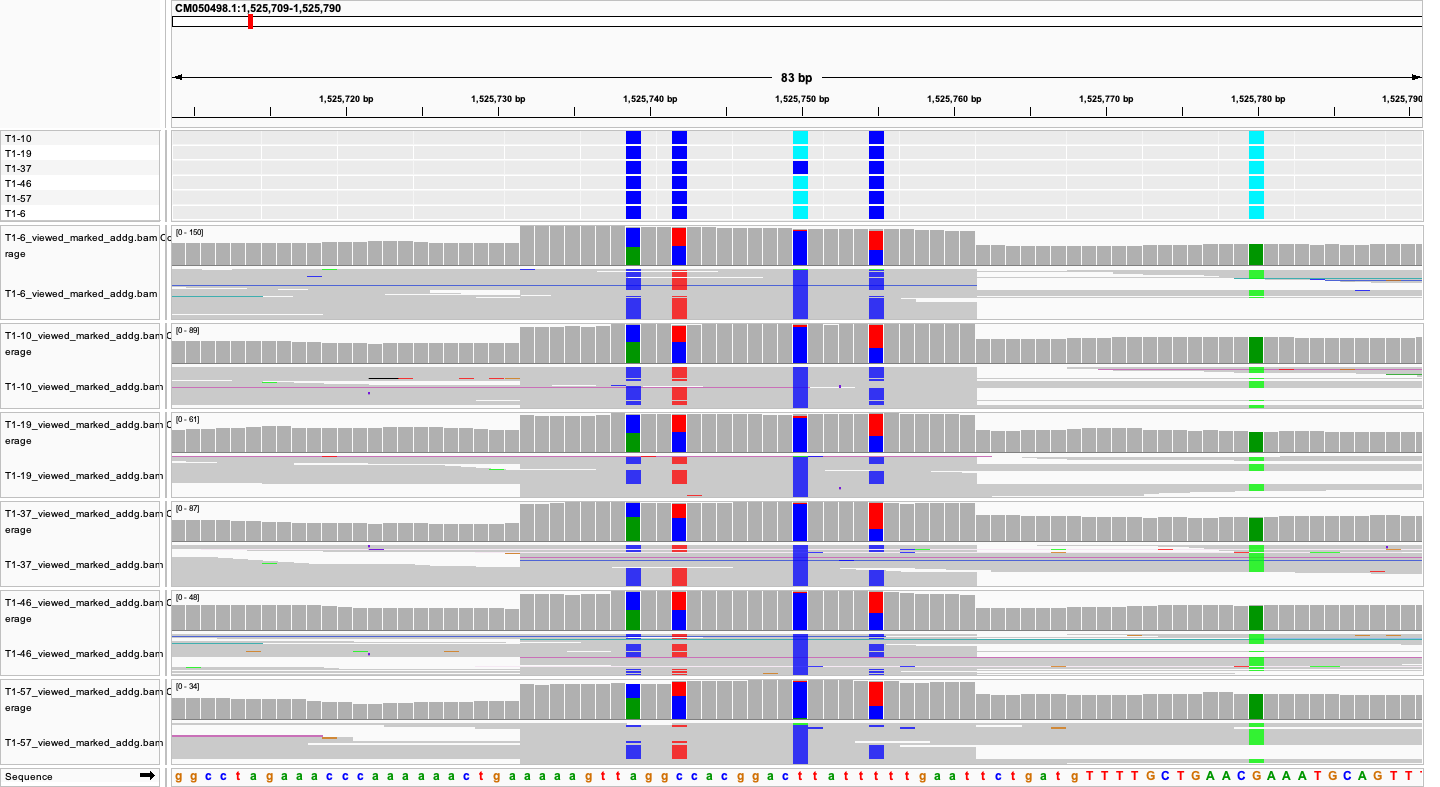 CM050498.1:1,525,709-1,525,790
83 bp
1,525,720 bp 1,525,730 bp 1,525,740 bp 1,525,750 bp 1,525,760 bp 1,525,770 bp 1,525,780 bp 1,525,790
T1-10
T1-19
T1-37
T1-46
T1-57
T1-6
T1-6_viewed_marked_addg.bam Co
rage
[0 - 150]
T1-6_viewed_marked_addg.bam
T1-10_viewed_marked_addg.bam C
erage
[0 - 89]
T1-10_viewed_marked_addg.bam
T1-19_viewed_marked_addg.bam C
erage
[0 - 61]
T1-19_viewed_marked_addg.bam
T1-37_viewed_marked_addg.bam C
erage
[0 - 87]
T1-37_viewed_marked_addg.bam
T1-46_viewed_marked_addg.bam C
erage
[0 - 48]
T1-46_viewed_marked_addg.bam
T1-57_viewed_marked_addg.bam C
erage
[0 - 34]
T1-57_viewed_marked_addg.bam
Sequence g g c c t a g a a a c c c a a a a a a c t g a a a a a g t t a g g c c a c g g a c t t a t t t t t g a a t t c t g a t g T T T T G C T G A A C G A A A T G C A G T T T